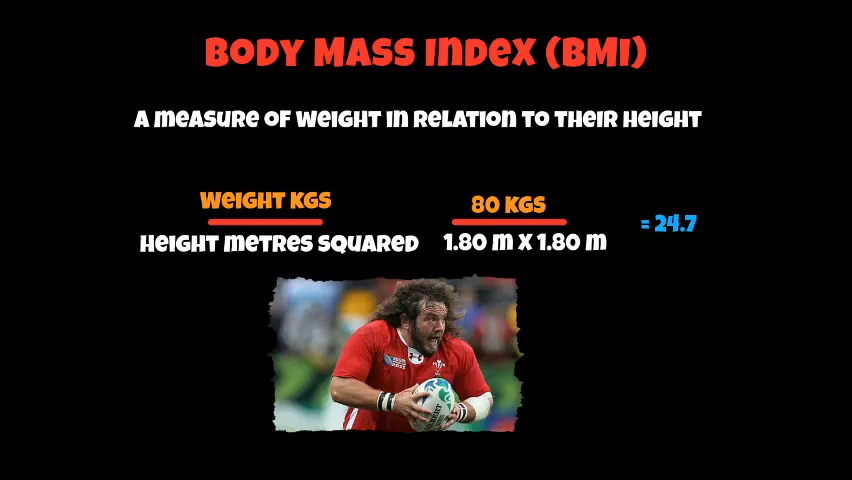 Body Mass Index (BMI)
A measure of weight in relation to their height
Weight KGS
Height metres squared
80 KGS
1.80 m x 1.80 m
= 24.7